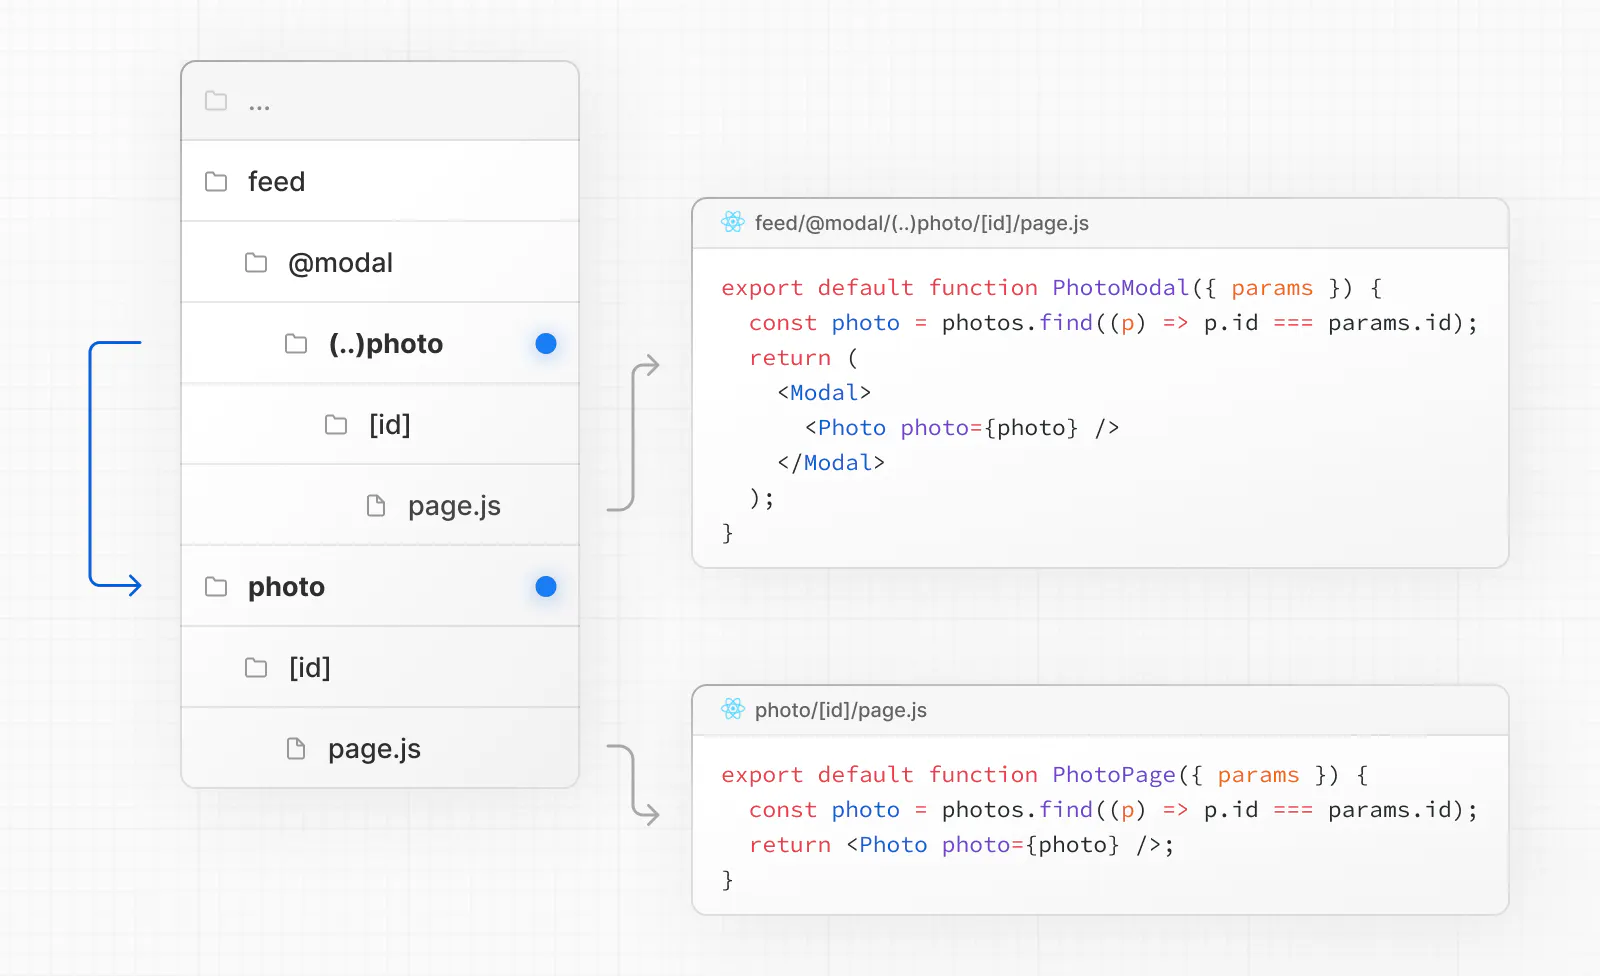 ...
feed
@modal
(..)photo
[id]
page.js
photo
[id]
page.js
feed/@modal/(..)photo/[id]/page.js
export default function PhotoModal({ params }) {
  const photo = photos.find((p) => p.id === params.id);
  return (
    <Modal>
      <Photo photo={photo} />
    </Modal>
  );
}
photo/[id]/page.js
export default function PhotoPage({ params }) {
  const photo = photos.find((p) => p.id === params.id);
  return <Photo photo={photo} />;
}